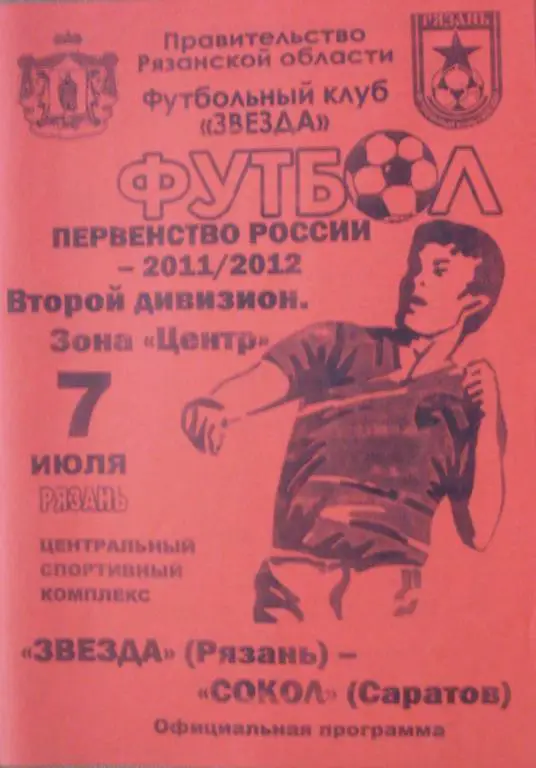 Правительство
Рязанской области
РЯЗАНЬ
Футбольный клуб
«ЗВЕЗДА»
ФУТБОЛ
ПЕРВЕНСТВО РОССИИ
– 2011/2012
Второй дивизион.
Зона «Центр»
7
ИЮЛЯ
РЯЗАНЬ
ЦЕНТРАЛЬНЫЙ
СПОРТИВНЫЙ
КОМПЛЕКС
«ЗВЕЗДА» (Рязань) –
«СОКОЛ» (Саратов)
Официальная программа